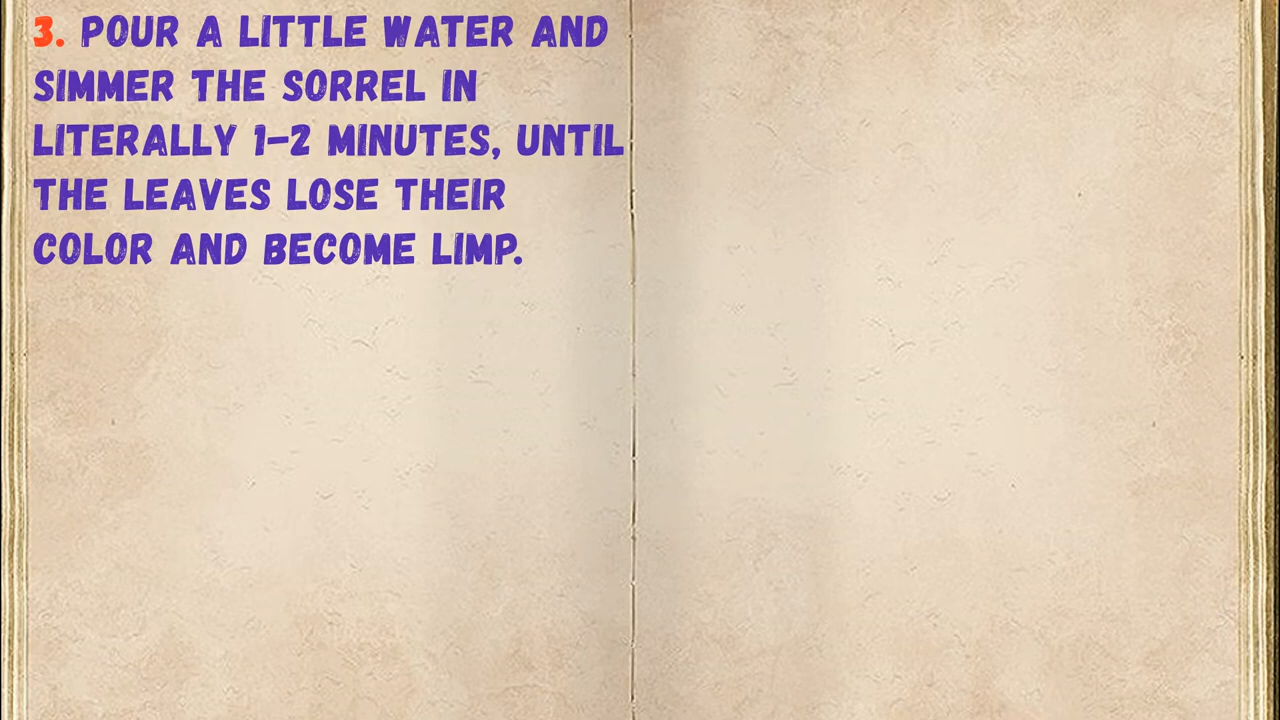 3. POUR A LITTLE WATER AND
SIMMER THE SORREL IN
LITERALLY 1-2 MINUTES, UNTIL
THE LEAVES LOSE THEIR
COLOR AND BECOME LIMP.